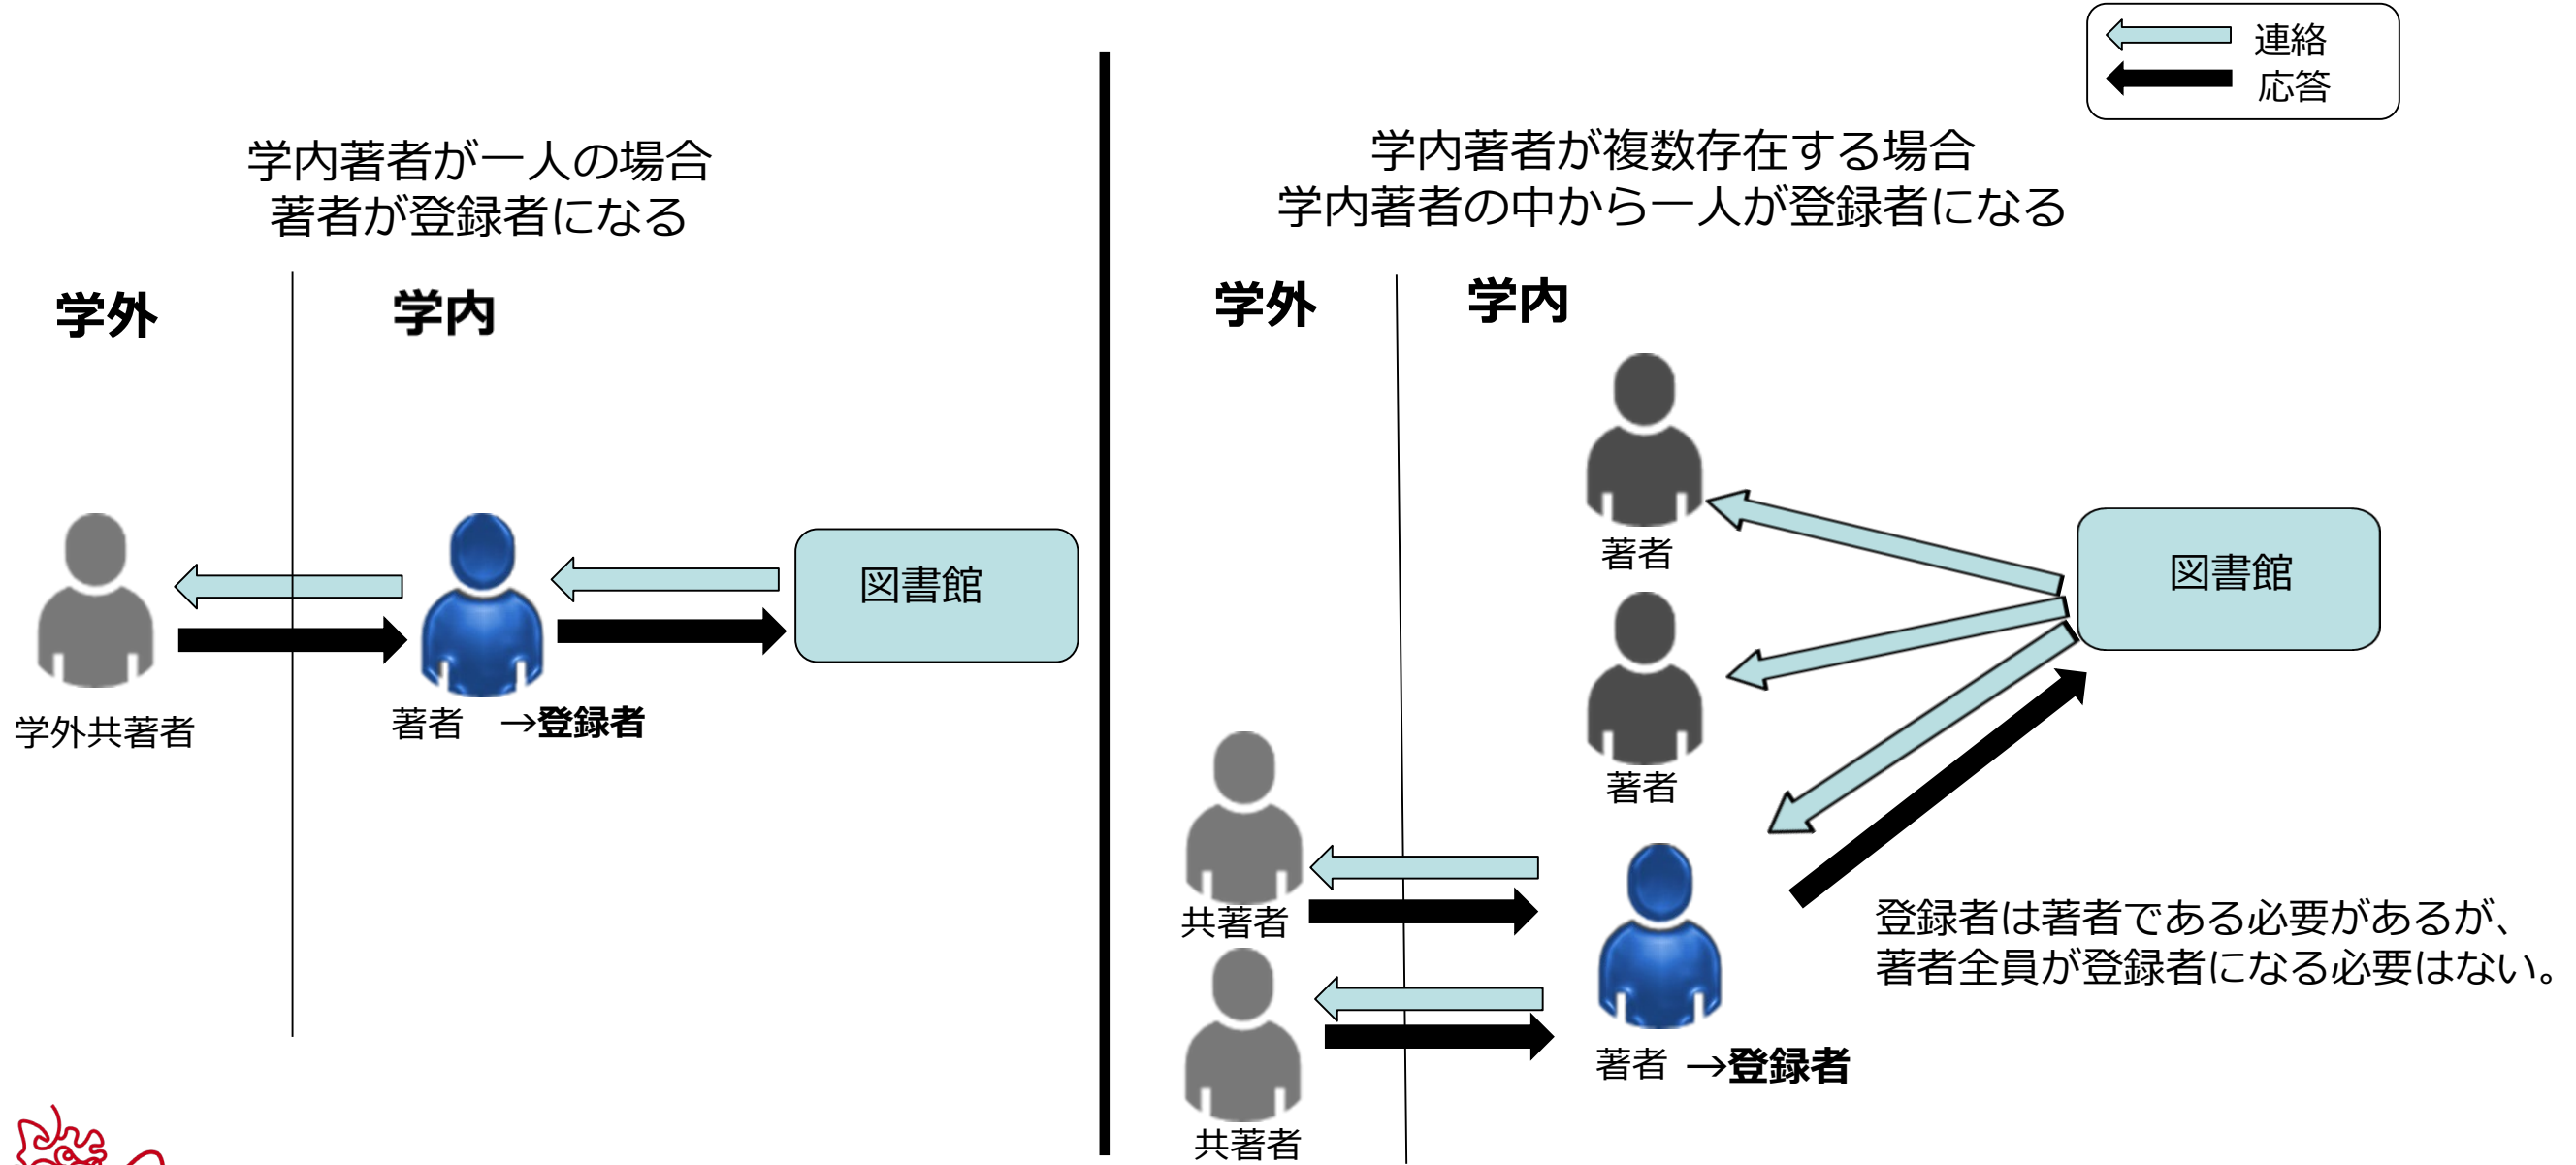 連絡
応答
学内著者が一人の場合
著者が登録者になる
学外
学内
学外共著者
著者 →登録者
図書館
学内著者が複数存在する場合
学内著者の中から一人が登録者になる
学外
学内
著者
著者
図書館
共著者
共著者
著者 →登録者
登録者は著者である必要があるが、
著者全員が登録者になる必要はない。